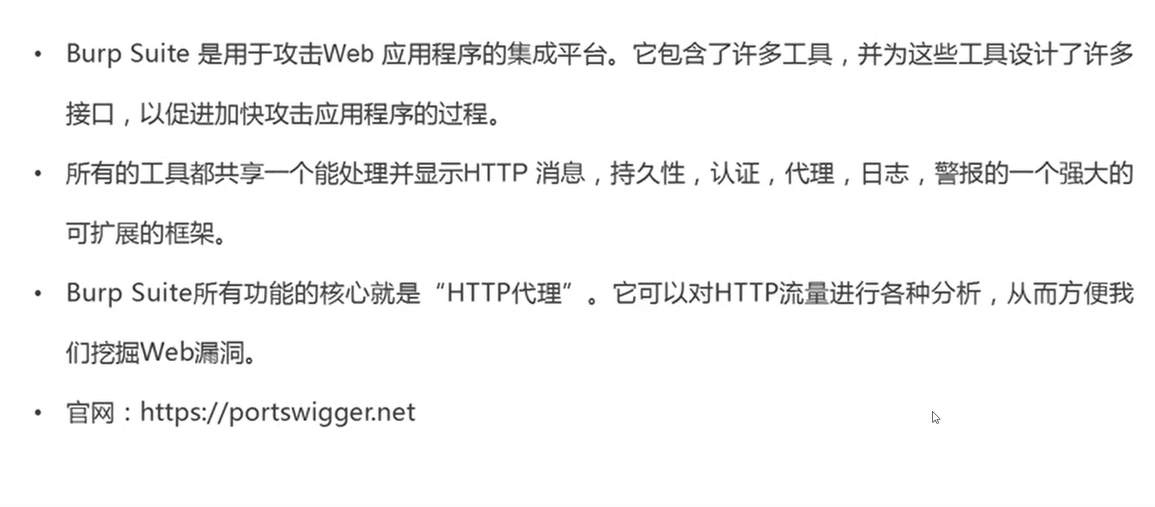 • Burp Suite 是用于攻击Web 应用程序的集成平台。它包含了许多工具，并为这些工具设计了许多
接口，以促进加快攻击应用程序的过程。
• 所有的工具都共享一个能处理并显示HTTP 消息，持久性，认证，代理，日志，警报的一个强大的
可扩展的框架。
• Burp Suite所有功能的核心就是“HTTP代理”。它可以对HTTP流量进行各种分析，从而方便我
们挖掘Web漏洞。
• 官网：https://portswigger.net